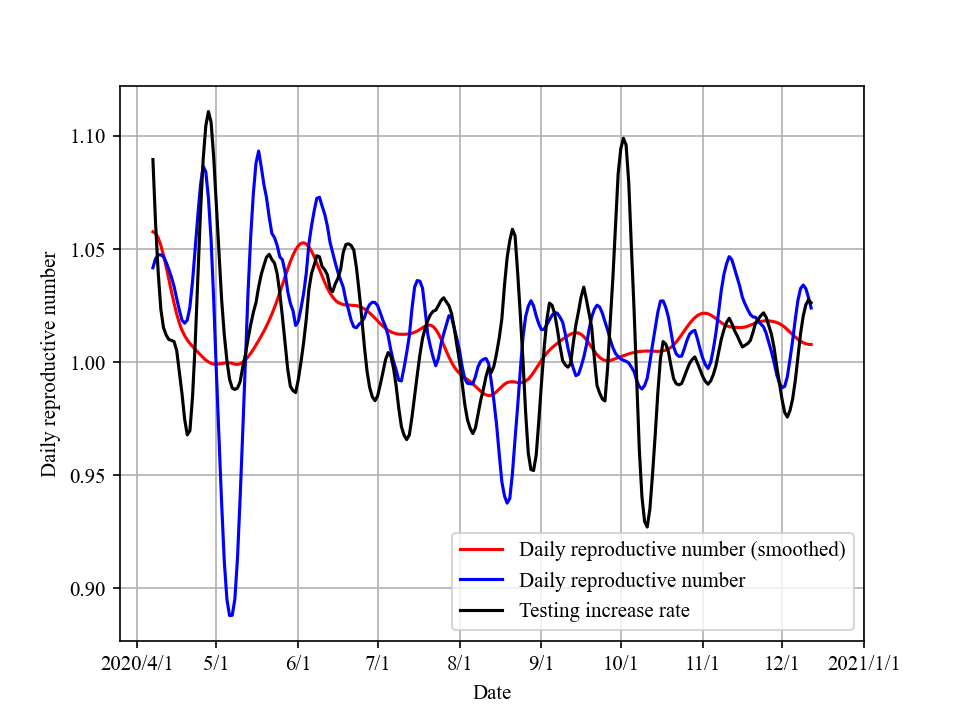 1.10
1.05
1.00
0.95
0.90
Daily reproductive number
Daily reproductive number (smoothed)
Daily reproductive number
Testing increase rate
2020/4/1 5/1 6/1 7/1 8/1 9/1 10/1 11/1 12/1 2021/1/1
Date